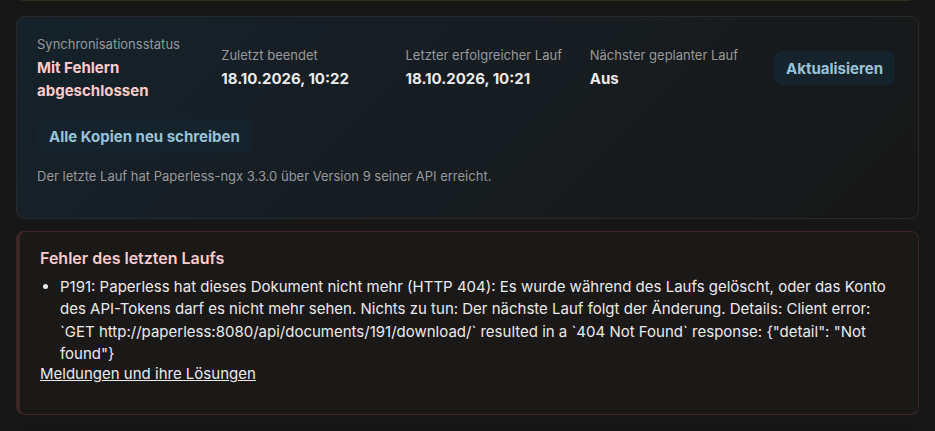 Synchronisationsstatus
Mit Fehlern
abgeschlossen
Zuletzt beendet
18.10.2026, 10:22
Letzter erfolgreicher Lauf
18.10.2026, 10:21
Nächster geplanter Lauf
Aus
Aktualisieren
Alle Kopien neu schreiben
Der letzte Lauf hat Paperless-ngx 3.3.0 über Version 9 seiner API erreicht.
Fehler des letzten Laufs
• P191: Paperless hat dieses Dokument nicht mehr (HTTP 404): Es wurde während des Laufs gelöscht, oder das Konto
des API-Tokens darf es nicht mehr sehen. Nichts zu tun: Der nächste Lauf folgt der Änderung. Details: Client error:
`GET http://paperless:8080/api/documents/191/download/` resulted in a `404 Not Found` response: {"detail": "Not
found"}
Meldungen und ihre Lösungen